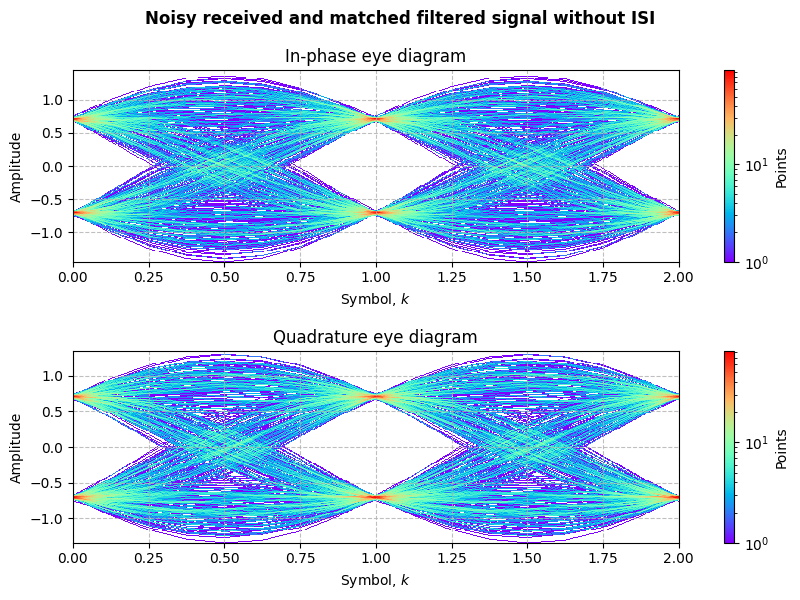 Noisy received and matched filtered signal without ISI
In-phase eye diagram
1.0
0.5
0.0
−0.5
−1.0
Amplitude
0.00 0.25 0.50 0.75 1.00 1.25 1.50 1.75 2.00
Symbol, k
10¹
10⁰
Points
Quadrature eye diagram
1.0
0.5
0.0
−0.5
−1.0
Amplitude
0.00 0.25 0.50 0.75 1.00 1.25 1.50 1.75 2.00
Symbol, k
10¹
10⁰
Points